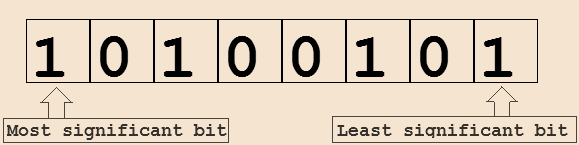 1 0 1 0 0 1 0 1
Most significant bit
Least significant bit